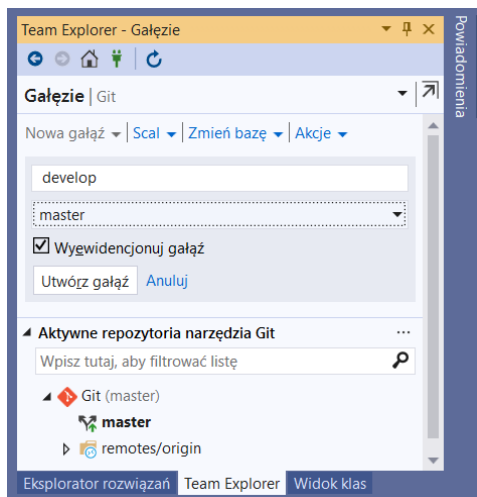 Team Explorer - Gałęzie
Gałęzie | Git
Nowa gałąź | Scal | Zmień bazę | Akcje
develop
master
Wyewidencjonuj gałąź
Utwórz gałąź Anuluj
Aktywne repozytoria narzędzia Git ...
Wpisz tutaj, aby filtrować listę
Git (master)
master
remotes/origin
Eksplorator rozwiązań Team Explorer Widok klas
Powiadomienia